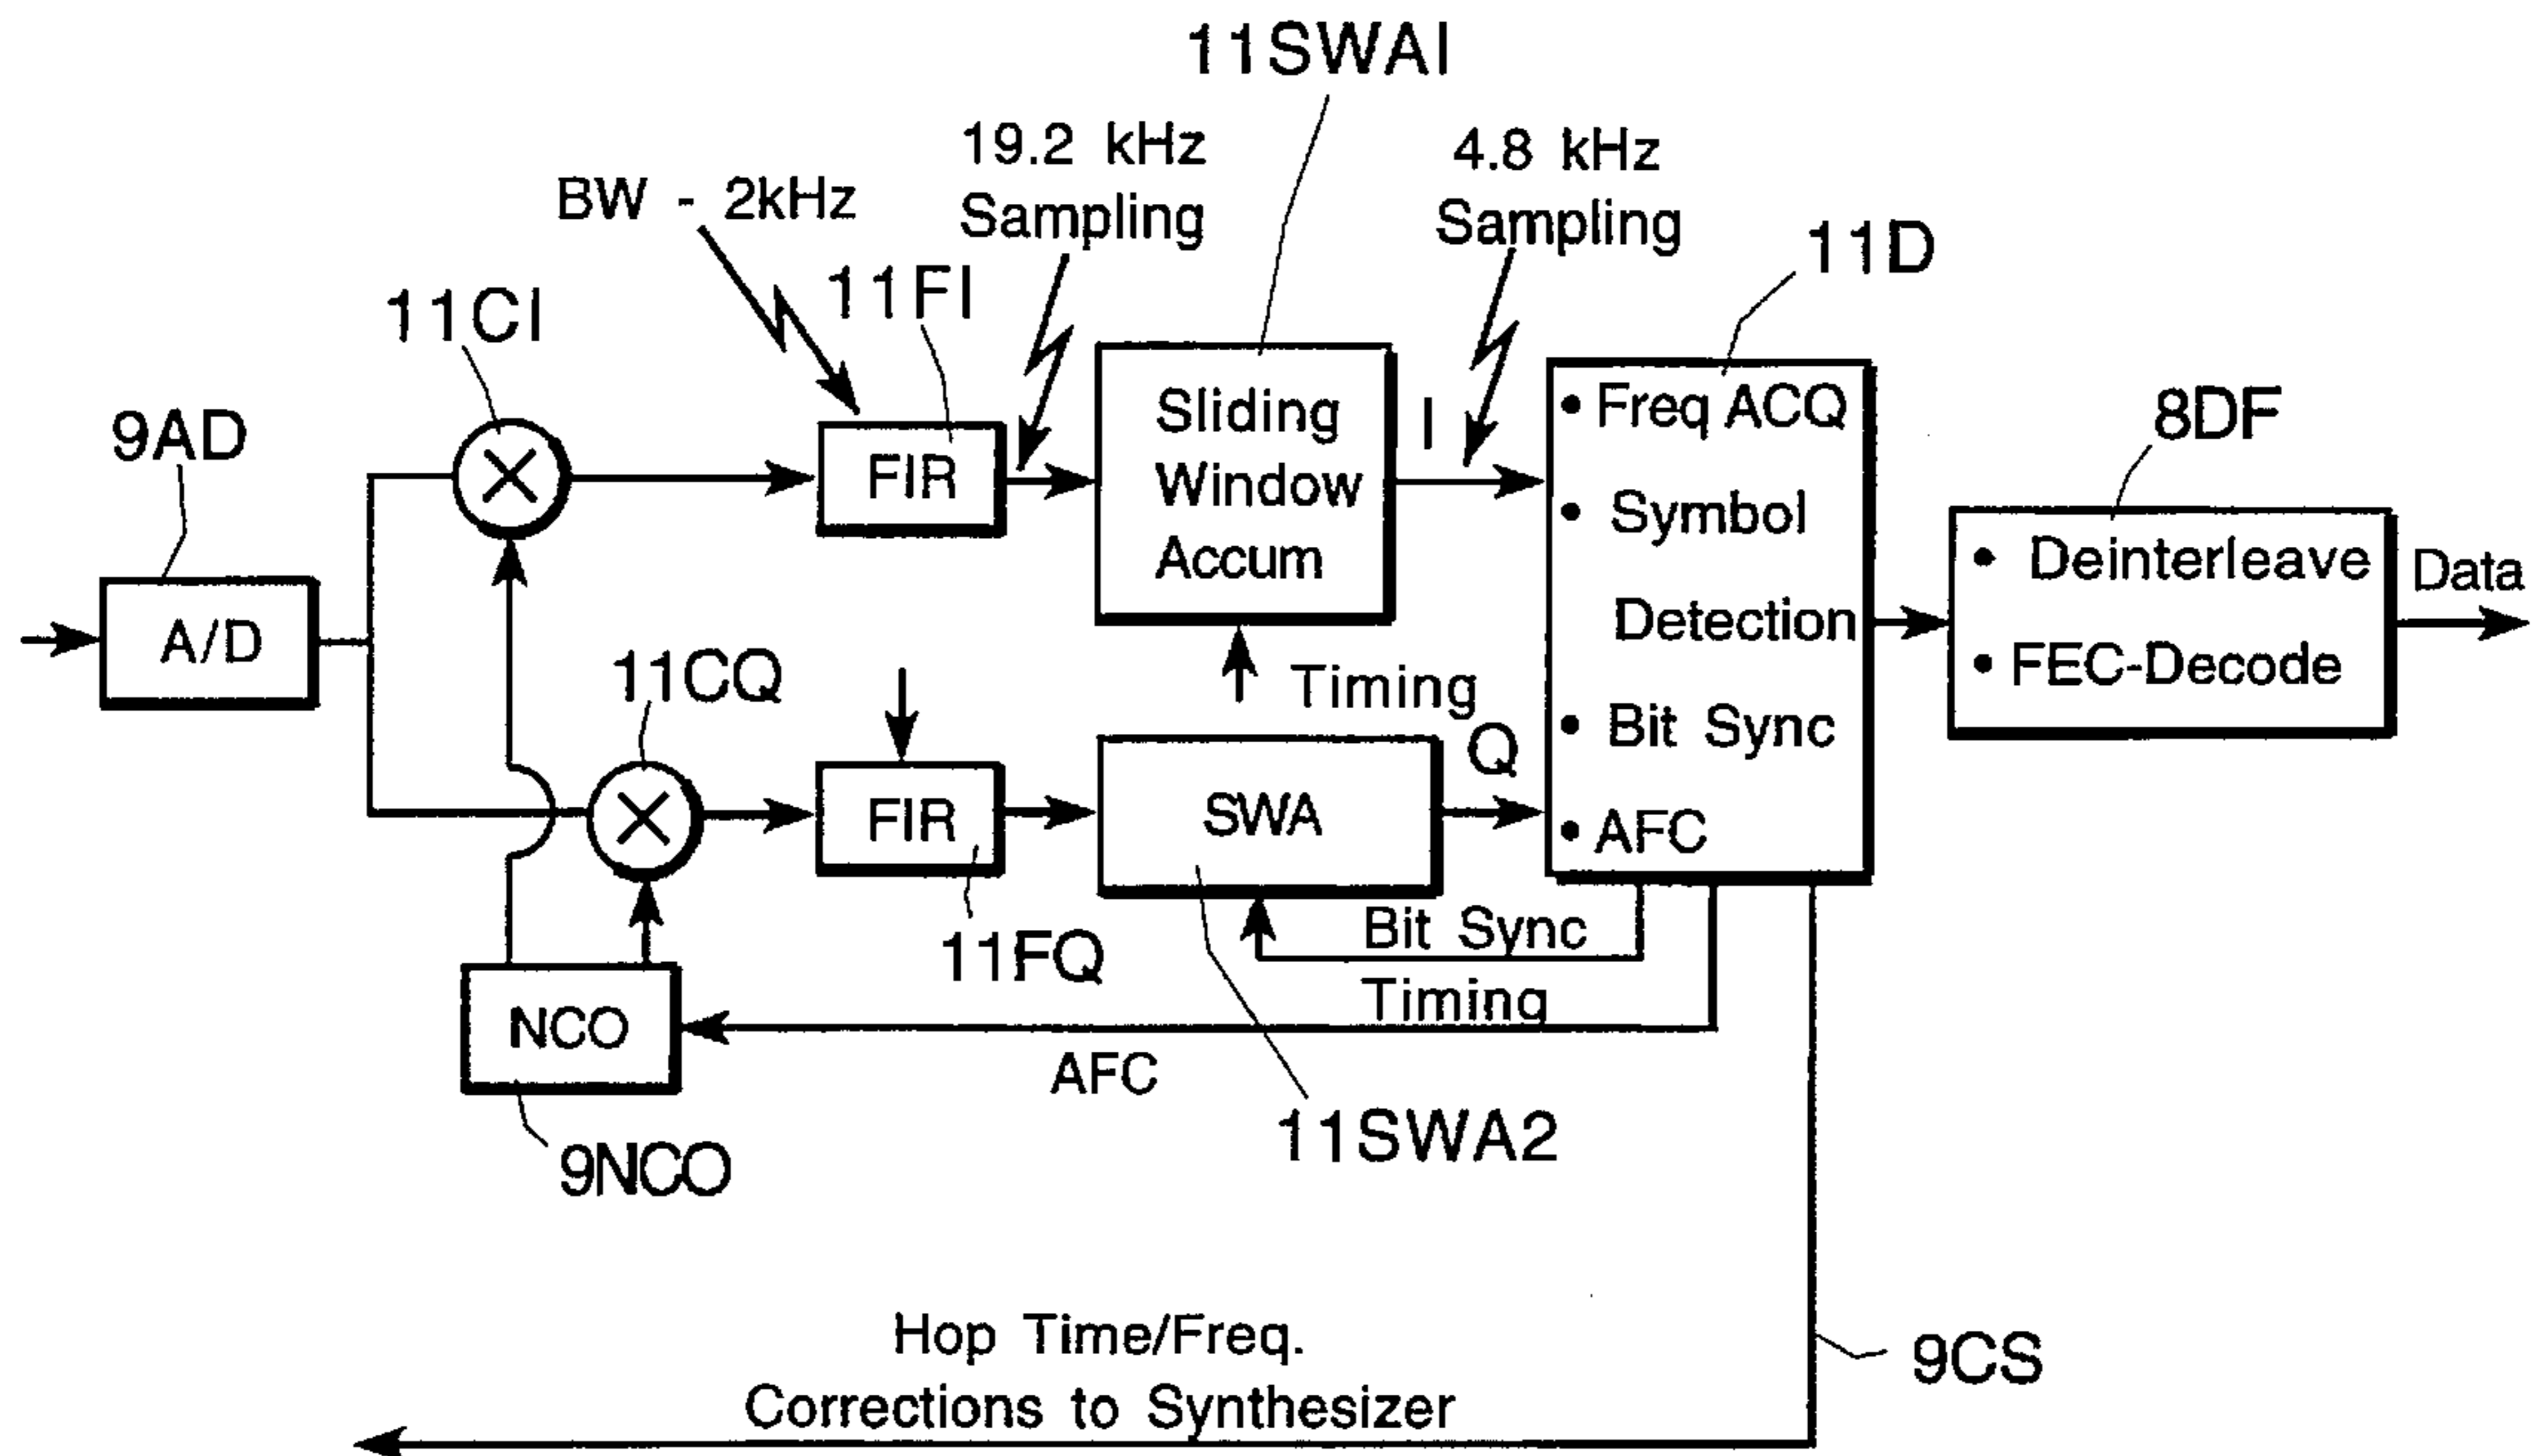 11SWAI
19.2 kHz
Sampling
4.8 kHz
Sampling
BW - 2kHz
11FI
11D
11CI
9AD
8DF
A/D
FIR
Sliding
Window
Accum
I
• Freq ACQ
• Symbol
Detection
• Bit Sync
• AFC
• Deinterleave
• FEC-Decode
Data
11CQ
Timing
FIR
SWA
Q
11FQ
Bit Sync
Timing
NCO
AFC
9NCO
11SWA2
Hop Time/Freq.
Corrections to Synthesizer
9CS